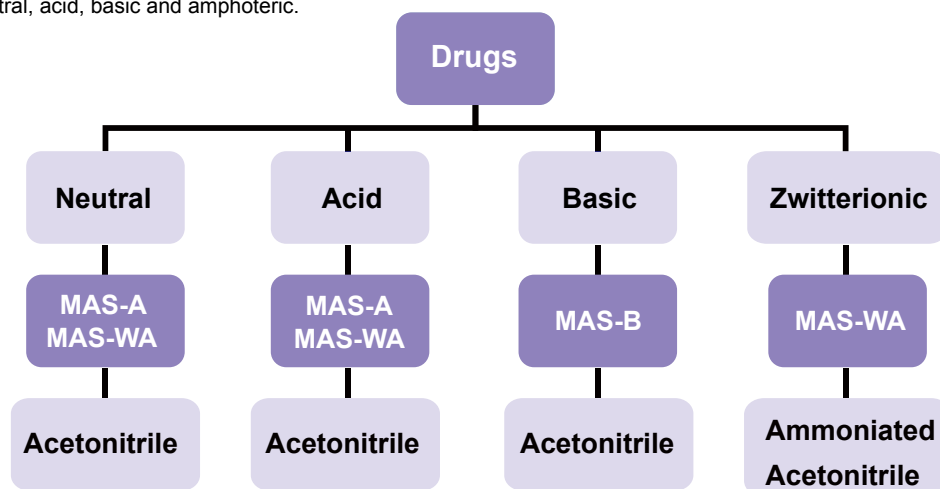 acid, basic and amphoteric.
Drugs
Neutral
Acid
Basic
Zwitterionic
MAS-A
MAS-WA
MAS-A
MAS-WA
MAS-B
MAS-WA
Acetonitrile
Acetonitrile
Acetonitrile
Ammoniated
Acetonitrile